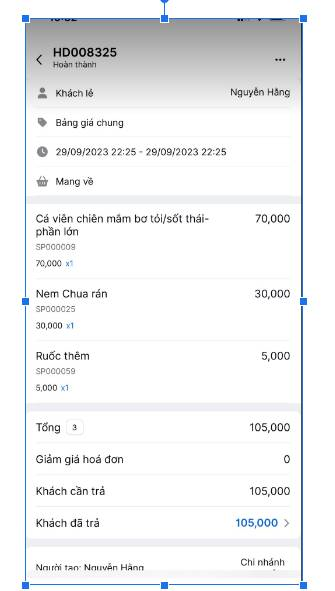 HD008325
Hoàn thành
Khách lẻ Nguyễn Hằng
Bảng giá chung
29/09/2023 22:25 - 29/09/2023 22:25
Mang về
Cá viên chiên mắm bơ tỏi/sốt thái- 70,000
phần lớn
SP000009
70,000 x1
Nem Chua rán 30,000
SP000025
30,000 x1
Ruốc thêm 5,000
SP000059
5,000 x1
Tổng 3 105,000
Giảm giá hoá đơn 0
Khách cần trả 105,000
Khách đã trả 105,000
Người tạo: Nguyễn Hằng Chi nhánh